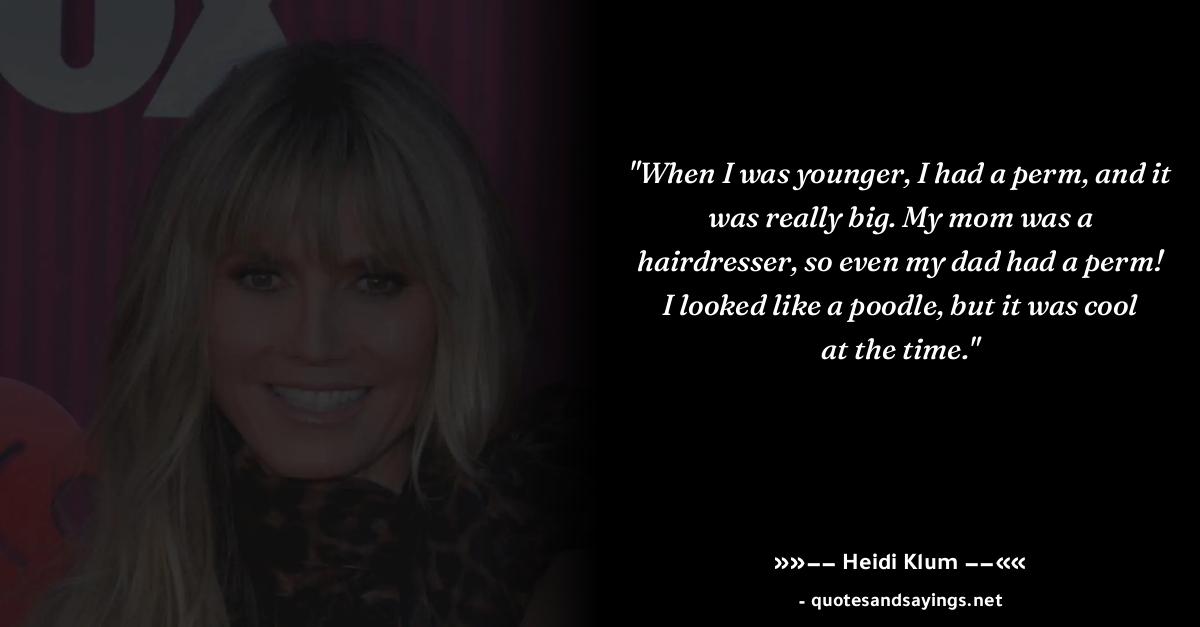 "When I was younger, I had a perm, and it
was really big. My mom was a
hairdresser, so even my dad had a perm!
I looked like a poodle, but it was cool
at the time."
»»−− Heidi Klum −−««
- quotesandsayings.net